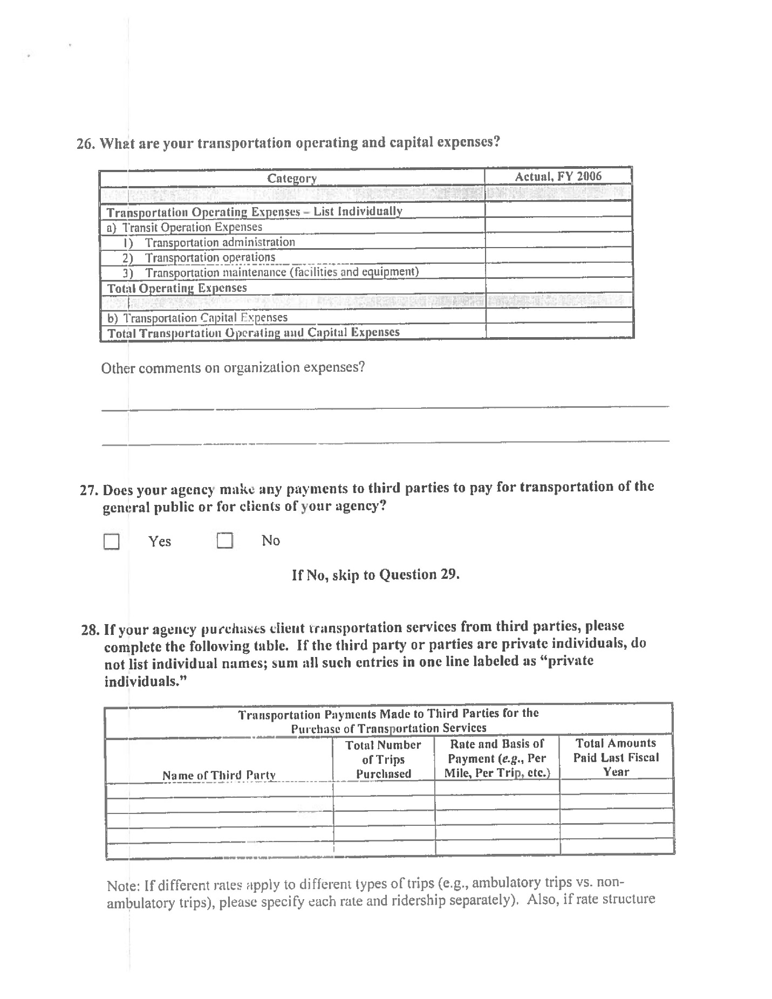 26. What are your transportation operating and capital expenses?
Category Actual, FY 2006
Transportation Operating Expenses – List Individually
a) Transit Operation Expenses
1) Transportation administration
2) Transportation operations
3) Transportation maintenance (facilities and equipment)
Total Operating Expenses
b) Transportation Capital Expenses
Total Transportation Operating and Capital Expenses
Other comments on organization expenses?
27. Does your agency make any payments to third parties to pay for transportation of the
general public or for clients of your agency?
Yes No
If No, skip to Question 29.
28. If your agency purchases client transportation services from third parties, please
complete the following table. If the third party or parties are private individuals, do
not list individual names; sum all such entries in one line labeled as “private
individuals.”
Transportation Payments Made to Third Parties for the
Purchase of Transportation Services
Total Number Rate and Basis of Total Amounts
of Trips Payment (e.g., Per Paid Last Fiscal
Name of Third Party Purchased Mile, Per Trip, etc.) Year
Note: If different rates apply to different types of trips (e.g., ambulatory trips vs. non-
ambulatory trips), please specify each rate and ridership separately). Also, if rate structure